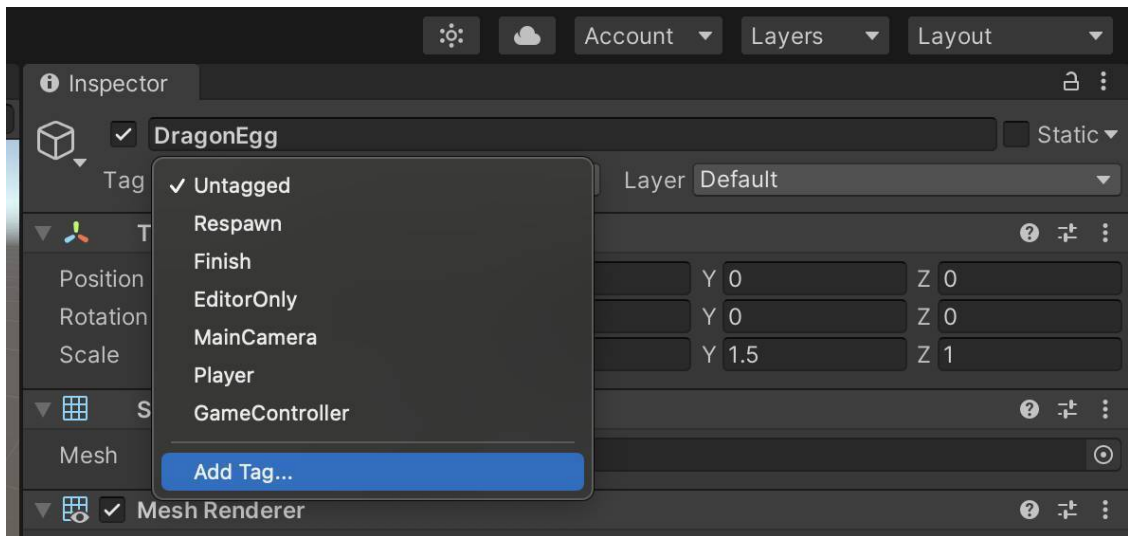 Account Layers Layout
Inspector
DragonEgg Static
Tag Layer Default
Untagged
Respawn
Finish
EditorOnly
MainCamera
Player
GameController
Add Tag...
T
Position Y 0 Z 0
Rotation Y 0 Z 0
Scale Y 1.5 Z 1
S
Mesh
Mesh Renderer